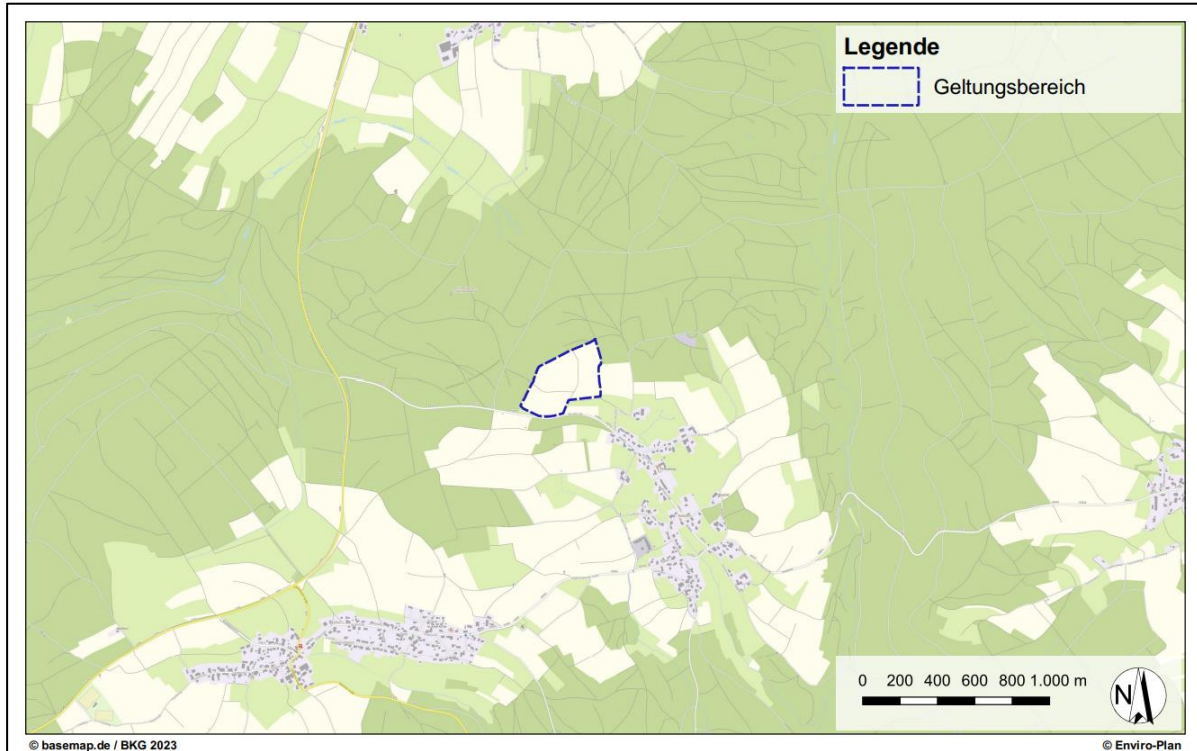 Legende
Geltungsbereich
0 200 400 600 800 1.000 m
N
© basemap.de / BKG 2023
© Enviro-Plan